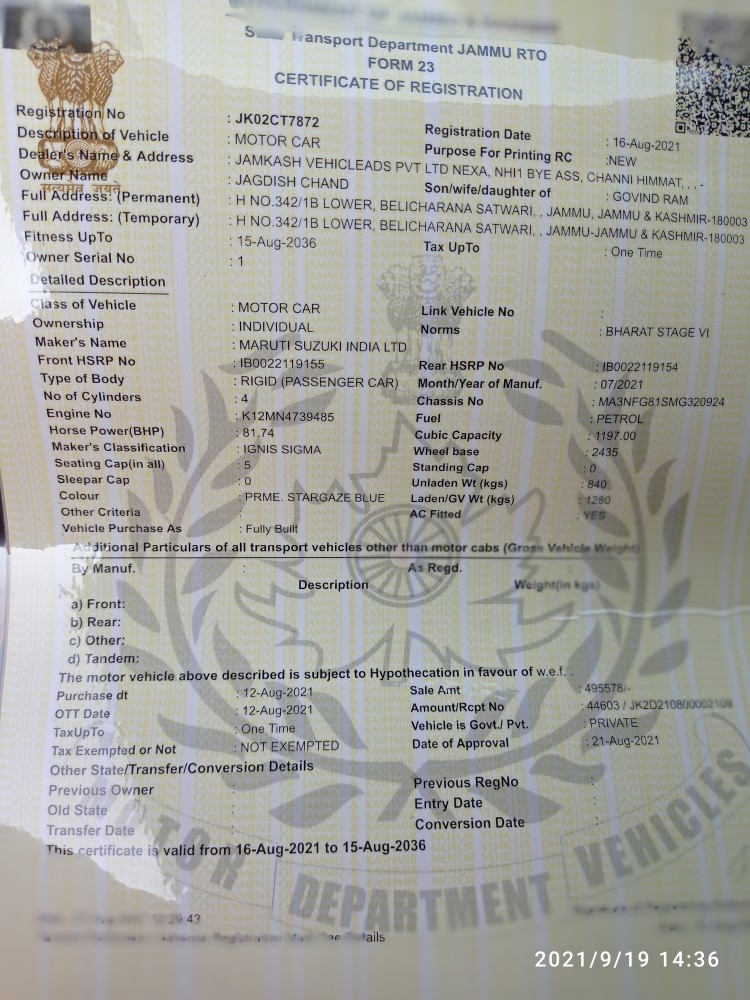 Transport Department JAMMU RTO
FORM 23
CERTIFICATE OF REGISTRATION
Registration No : JK02CT7872 Registration Date : 16-Aug-2021
Description of Vehicle : MOTOR CAR Purpose For Printing RC :NEW
Dealer's Name & Address : JAMKASH VEHICLEADS PVT LTD NEXA, NHI1 BYE ASS, CHANNI HIMMAT, , , -
Owner Name : JAGDISH CHAND Son/wife/daughter of : GOVIND RAM
सत्यमेव जयते
Full Address: (Permanent) : H NO.342/1B LOWER, BELICHARANA SATWARI, , JAMMU, JAMMU & KASHMIR-180003
Full Address: (Temporary) : H NO.342/1B LOWER, BELICHARANA SATWARI, , JAMMU-JAMMU & KASHMIR-180003
Fitness UpTo : 15-Aug-2036 Tax UpTo : One Time
Owner Serial No : 1
Detailed Description
Class of Vehicle : MOTOR CAR Link Vehicle No :
Ownership : INDIVIDUAL Norms : BHARAT STAGE VI
Maker's Name : MARUTI SUZUKI INDIA LTD
Front HSRP No : IB0022119155 Rear HSRP No : IB0022119154
Type of Body : RIGID (PASSENGER CAR) Month/Year of Manuf. : 07/2021
No of Cylinders : 4 Chassis No : MA3NFG81SMG320924
Engine No : K12MN4739485 Fuel : PETROL
Horse Power(BHP) : 81.74 Cubic Capacity : 1197.00
Maker's Classification : IGNIS SIGMA Wheel base : 2435
Seating Cap(in all) : 5 Standing Cap : 0
Sleepar Cap : 0 Unladen Wt (kgs) : 840
Colour : PRME. STARGAZE BLUE Laden/GV Wt (kgs) : 1260
Other Criteria : AC Fitted : YES
Vehicle Purchase As : Fully Built
Additional Particulars of all transport vehicles other than motor cabs (Gross Vehicle Weight)
By Manuf. : As Regd.
Description Weight(in kgs)
a) Front:
b) Rear:
c) Other:
d) Tandem:
The motor vehicle above described is subject to Hypothecation in favour of w.e.f. .
Purchase dt : 12-Aug-2021 Sale Amt : 495578/-
OTT Date : 12-Aug-2021 Amount/Rcpt No : 44603 / JK2D210800002109
TaxUpTo : One Time Vehicle is Govt./ Pvt. : PRIVATE
Tax Exempted or Not : NOT EXEMPTED Date of Approval : 21-Aug-2021
Other State/Transfer/Conversion Details
Previous Owner : Previous RegNo :
Old State : Entry Date :
Transfer Date : Conversion Date :
This certificate is valid from 16-Aug-2021 to 15-Aug-2036
MOTOR VEHICLES DEPARTMENT
2021/9/19 14:36